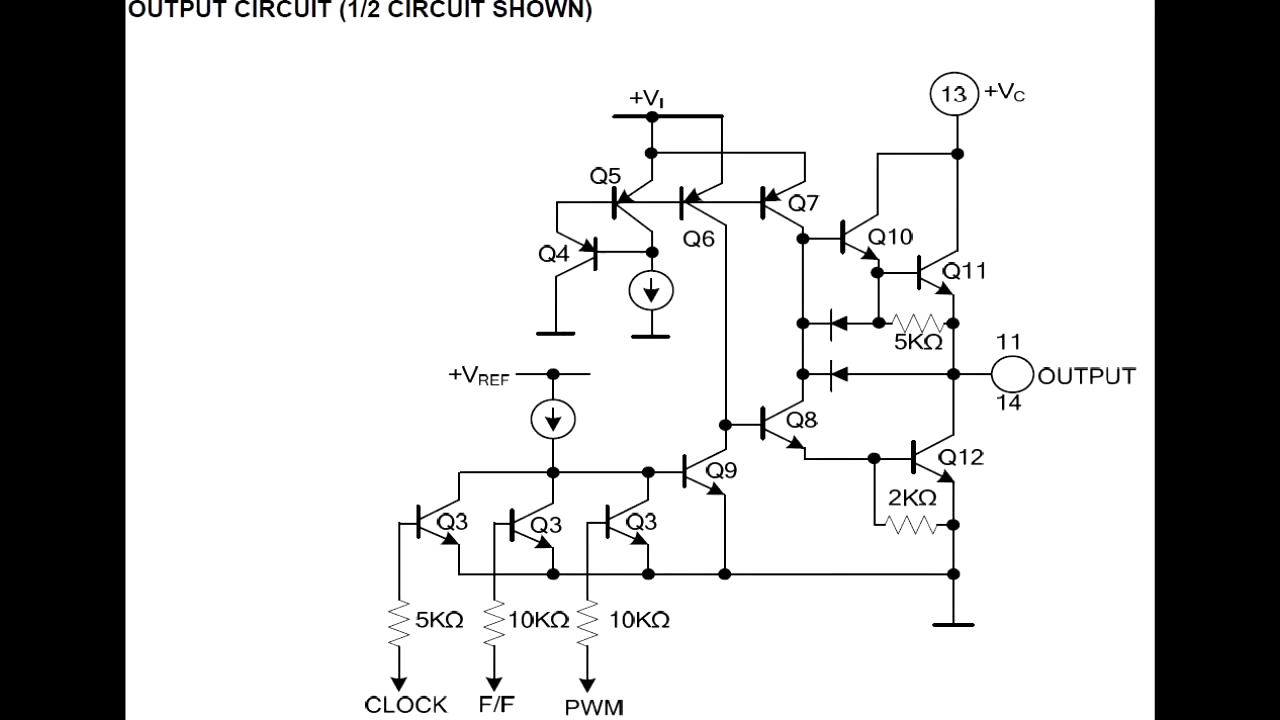 OUTPUT CIRCUIT (1/2 CIRCUIT SHOWN)
13 +VC
+VI
Q5
Q7
Q6
Q4
Q10
Q11
5KΩ
11
OUTPUT
14
+VREF
Q8
Q12
Q9
2KΩ
Q3 Q3 Q3
5KΩ 10KΩ 10KΩ
CLOCK F/F PWM